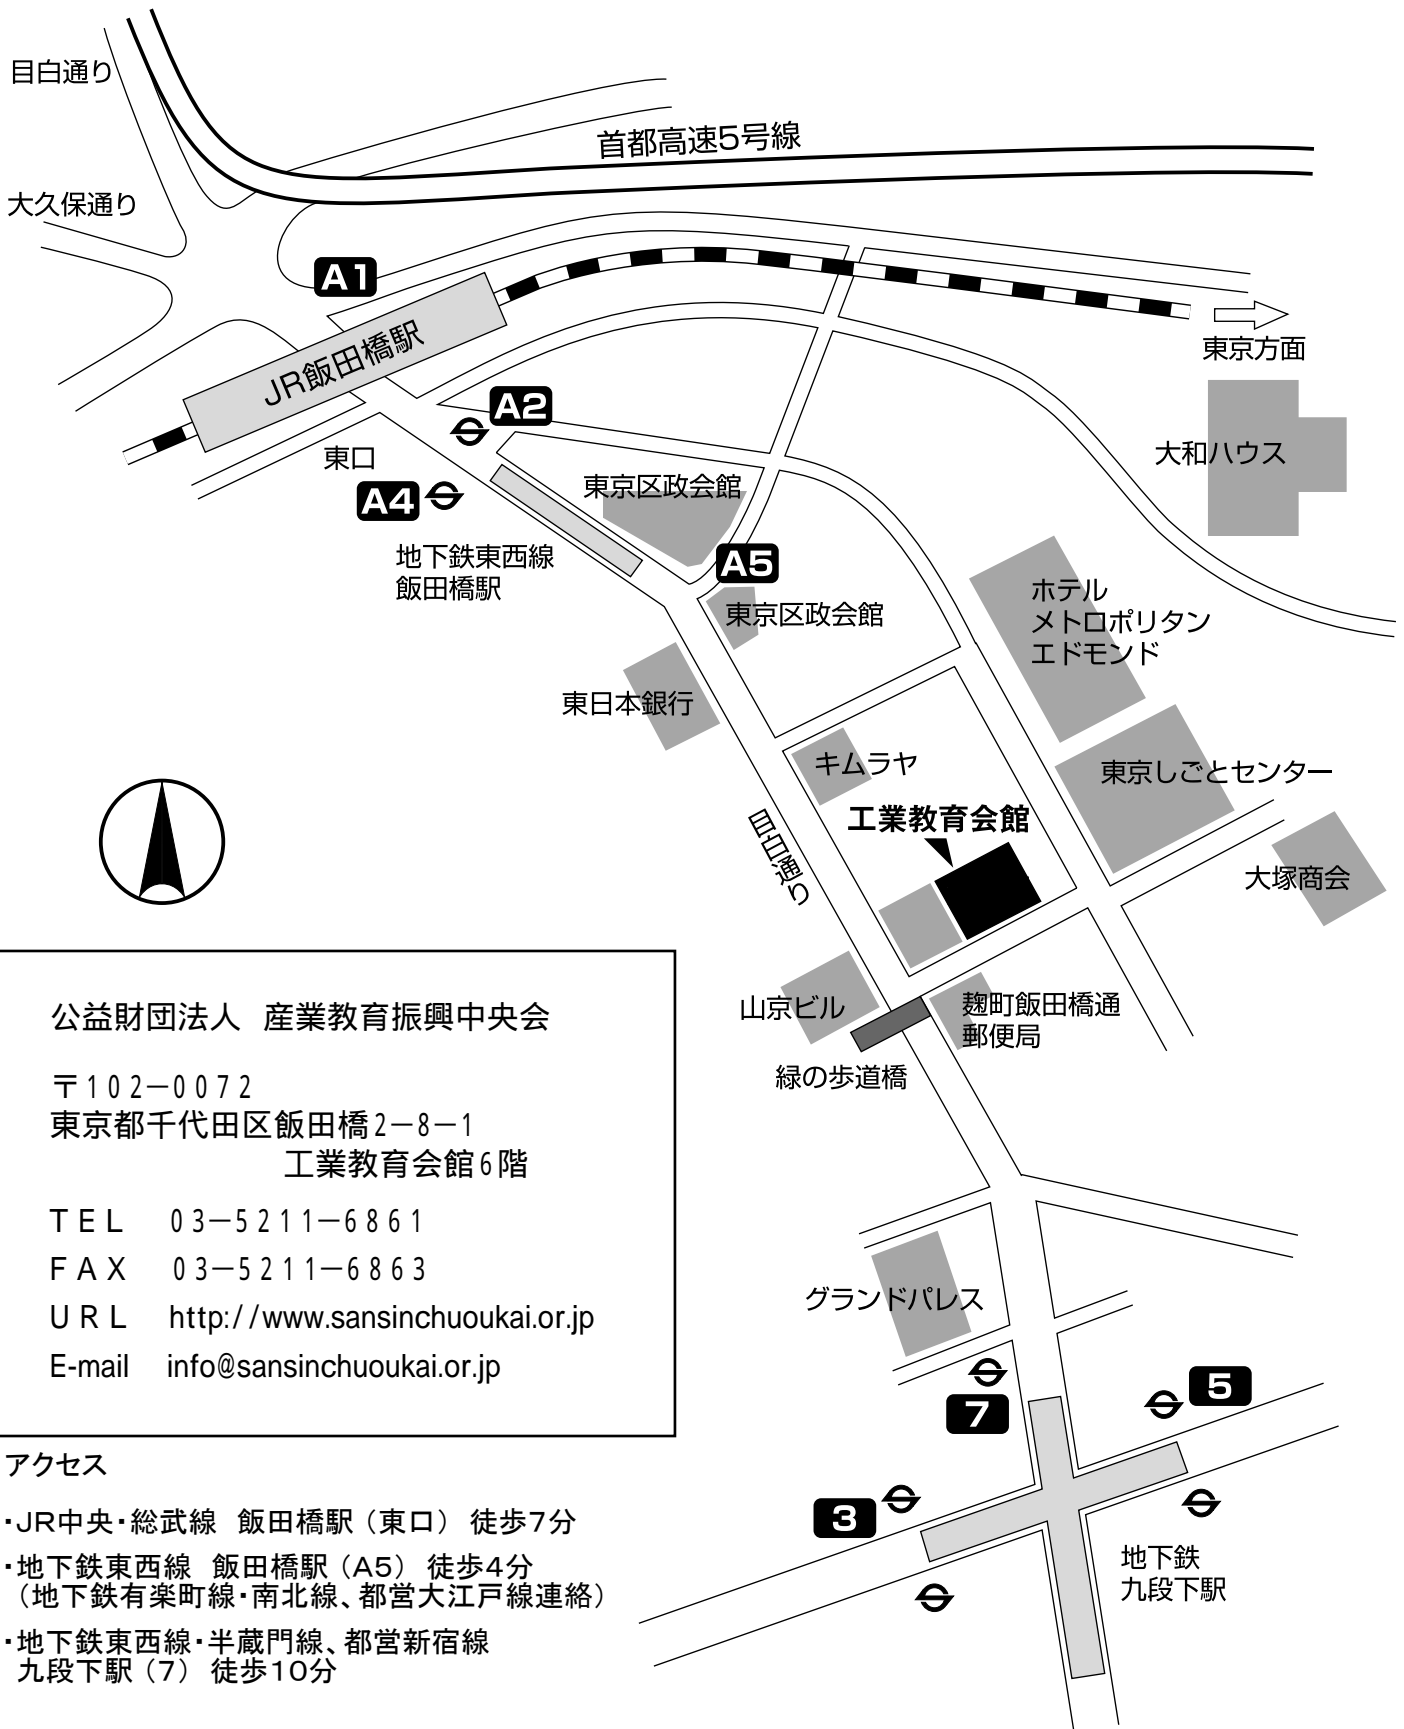 目白通り
首都高速5号線
大久保通り
A1
JR飯田橋駅
東京方面
A2
大和ハウス
東口
A4
東京区政会館
地下鉄東西線
飯田橋駅
A5
東京区政会館
ホテル
メトロポリタン
エドモンド
東日本銀行
キムラヤ
東京しごとセンター
工業教育会館
目白通り
大塚商会
山京ビル
麹町飯田橋通
郵便局
緑の歩道橋
公益財団法人 産業教育振興中央会
〒102－0072
東京都千代田区飯田橋2－8－1
工業教育会館6階
TEL 03－5211－6861
FAX 03－5211－6863
URL http://www.sansinchuoukai.or.jp
E-mail info@sansinchuoukai.or.jp
グランドパレス
5
7
3
地下鉄
九段下駅
アクセス
・JR中央・総武線 飯田橋駅（東口） 徒歩7分
・地下鉄東西線 飯田橋駅（A5） 徒歩4分
（地下鉄有楽町線・南北線、都営大江戸線連絡）
・地下鉄東西線・半蔵門線、都営新宿線
九段下駅（7） 徒歩10分